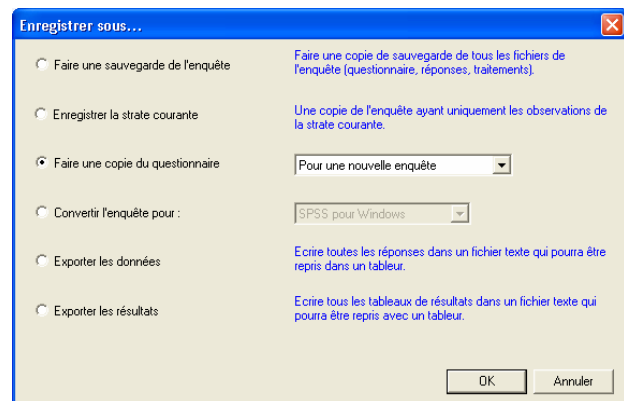 Enregistrer sous...
Faire une sauvegarde de l'enquête
Faire une copie de sauvegarde de tous les fichiers de
l'enquête (questionnaire, réponses, traitements).
Enregistrer la strate courante
Une copie de l'enquête ayant uniquement les observations de
la strate courante.
Faire une copie du questionnaire
Pour une nouvelle enquête
Convertir l'enquête pour :
SPSS pour Windows
Exporter les données
Ecrire toutes les réponses dans un fichier texte qui pourra être
repris dans un tableur.
Exporter les résultats
Ecrire tous les tableaux de résultats dans un fichier texte qui
pourra être repris avec un tableur.
OK
Annuler